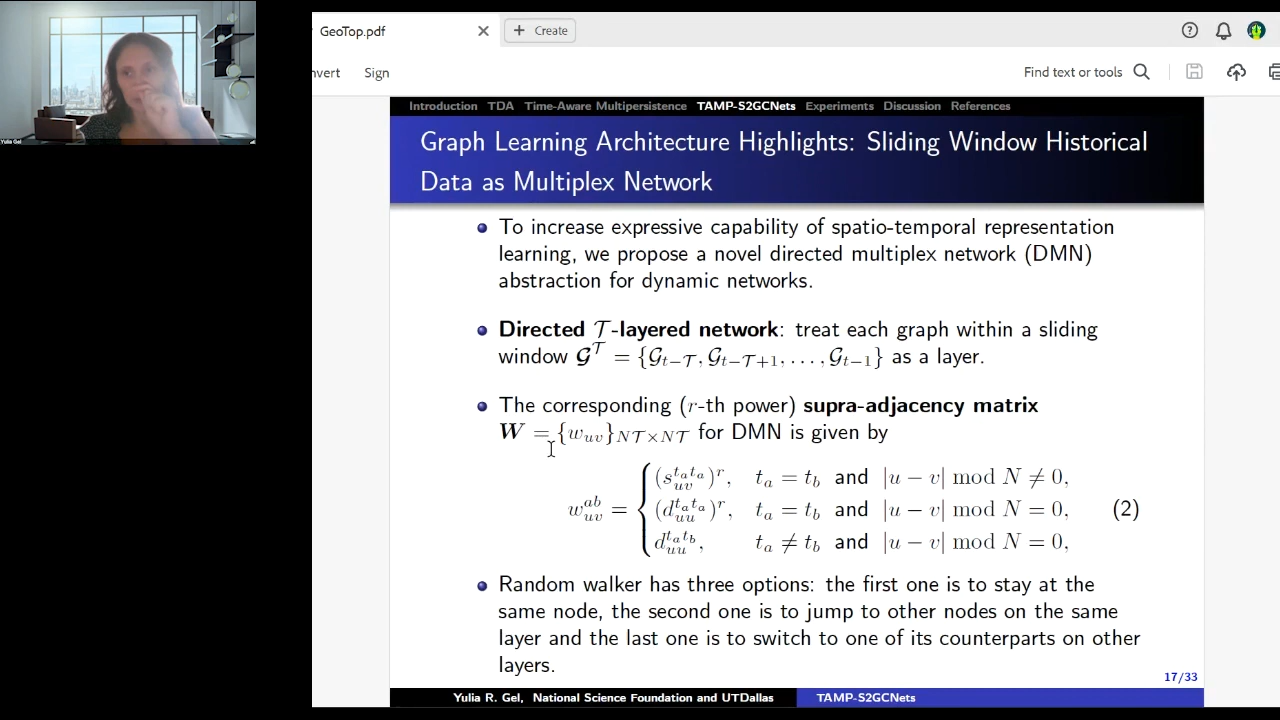 GeoTop.pdf
Create
nvert Sign
Find text or tools
Yulia Gel
Introduction TDA Time-Aware Multipersistence TAMP-S2GCNets Experiments Discussion References
Graph Learning Architecture Highlights: Sliding Window Historical
Data as Multiplex Network
To increase expressive capability of spatio-temporal representation
learning, we propose a novel directed multiplex network (DMN)
abstraction for dynamic networks.
Directed 𝒯-layered network: treat each graph within a sliding
window 𝓖^𝒯 = {𝒢_{t−𝒯}, 𝒢_{t−𝒯+1}, . . . , 𝒢_{t−1}} as a layer.
The corresponding (r-th power) supra-adjacency matrix
W = {w_{uv}}_{N𝒯×N𝒯} for DMN is given by
(s_{uv}^{t_a t_a})^r, t_a = t_b and |u − v| mod N ≠ 0,
w_{uv}^{ab} = { (d_{uu}^{t_a t_a})^r, t_a = t_b and |u − v| mod N = 0, (2)
d_{uu}^{t_a t_b}, t_a ≠ t_b and |u − v| mod N = 0,
Random walker has three options: the first one is to stay at the
same node, the second one is to jump to other nodes on the same
layer and the last one is to switch to one of its counterparts on other
layers.
17/33
Yulia R. Gel, National Science Foundation and UTDallas TAMP-S2GCNets